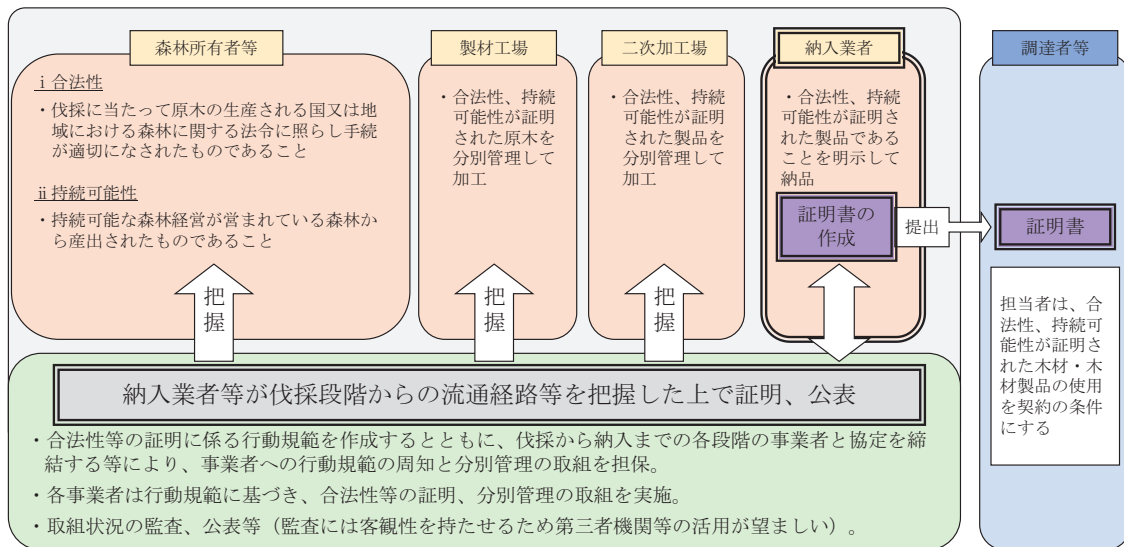 森林所有者等
ⅰ合法性
・伐採に当たって原木の生産される国又は地
域における森林に関する法令に照らし手続
が適切になされたものであること
ⅱ持続可能性
・持続可能な森林経営が営まれている森林か
ら産出されたものであること
把握
製材工場
・合法性、持続
可能性が証明
された原木を
分別管理して
加工
把握
二次加工場
・合法性、持続
可能性が証明
された製品を
分別管理して
加工
把握
納入業者
・合法性、持続
可能性が証明
された製品であ
ることを明示して
納品
証明書の
作成
提出
調達者等
証明書
担当者は、合
法性、持続可
能性が証明さ
れた木材・木
材製品の使用
を契約の条件
にする
納入業者等が伐採段階からの流通経路等を把握した上で証明、公表
・合法性等の証明に係る行動規範を作成するとともに、伐採から納入までの各段階の事業者と協定を締
結する等により、事業者への行動規範の周知と分別管理の取組を担保。
・各事業者は行動規範に基づき、合法性等の証明、分別管理の取組を実施。
・取組状況の監査、公表等（監査には客観性を持たせるため第三者機関等の活用が望ましい）。